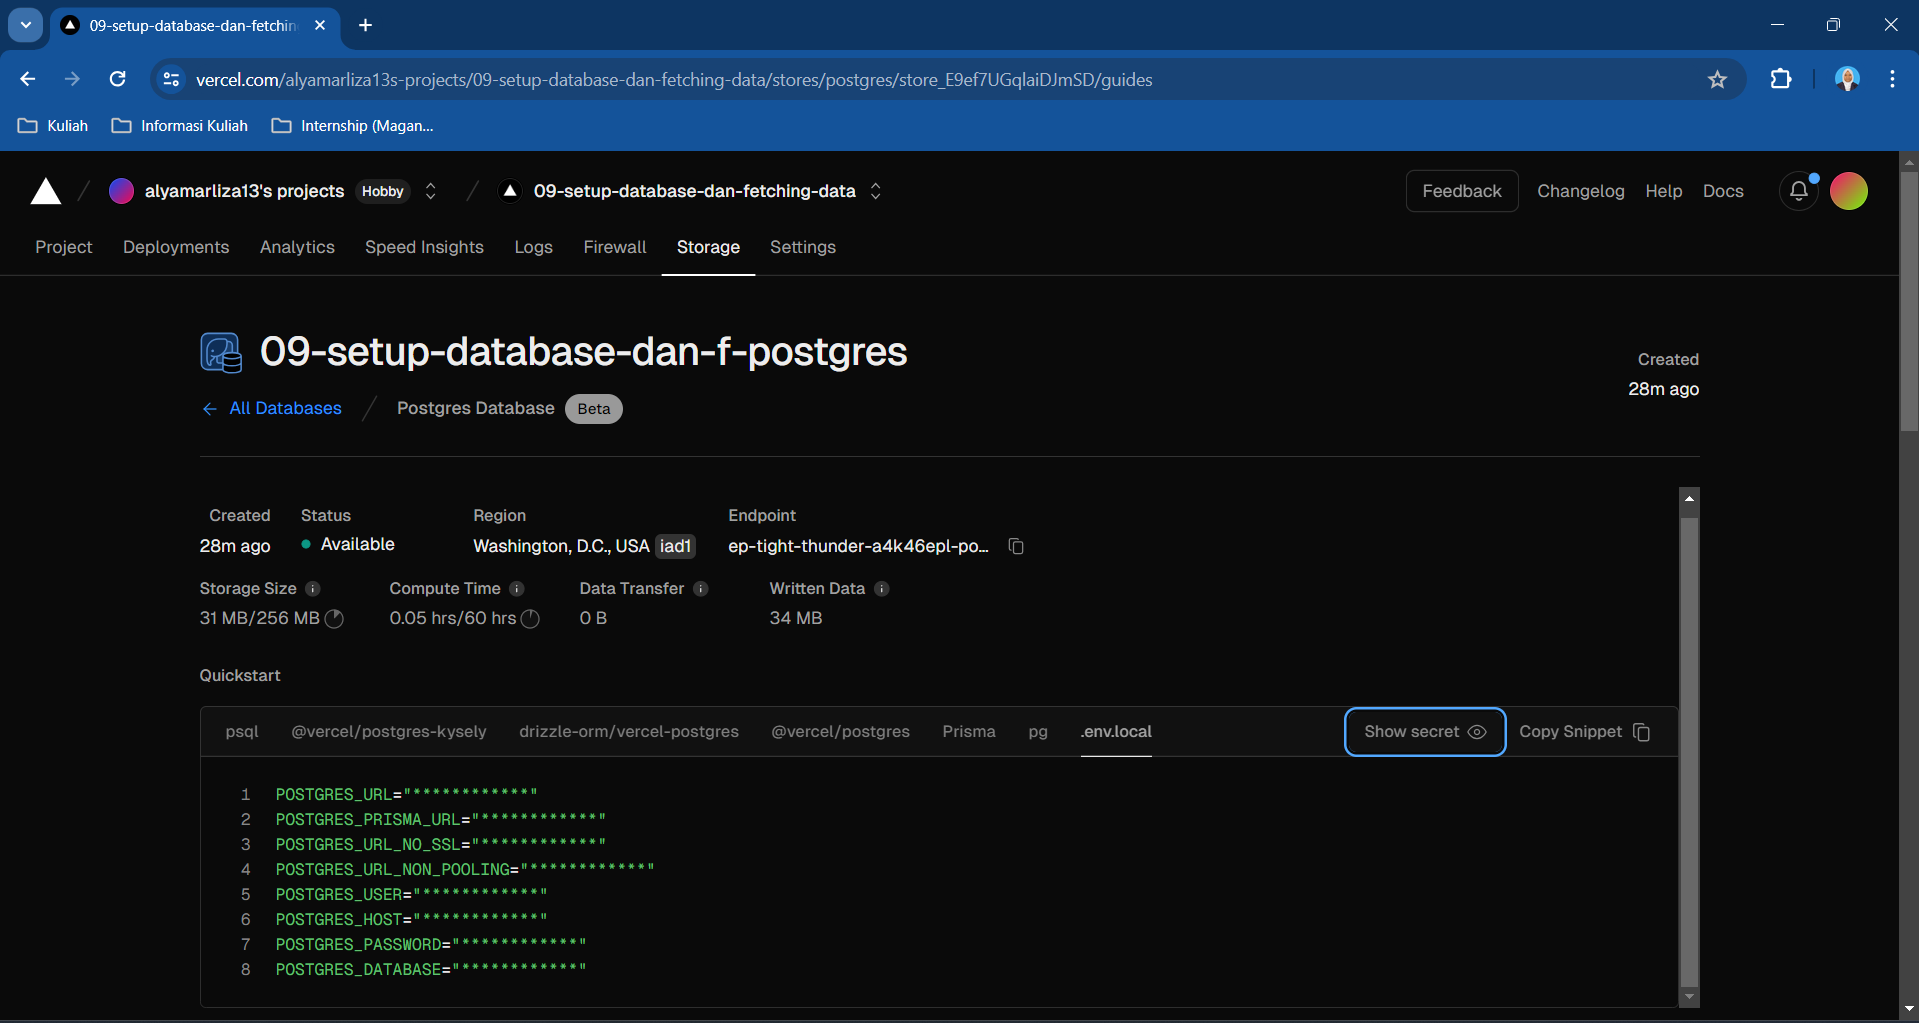 09-setup-database-dan-fetchin
vercel.com/alyamarliza13s-projects/09-setup-database-dan-fetching-data/stores/postgres/store_E9ef7UGqlaiDJmSD/guides
Kuliah Informasi Kuliah Internship (Magan...
alyamarliza13's projects Hobby 09-setup-database-dan-fetching-data Feedback Changelog Help Docs
Project Deployments Analytics Speed Insights Logs Firewall Storage Settings
09-setup-database-dan-f-postgres
Created
28m ago
All Databases / Postgres Database Beta
Created Status Region Endpoint
28m ago Available Washington, D.C., USA iad1 ep-tight-thunder-a4k46epl-po...
Storage Size Compute Time Data Transfer Written Data
31 MB/256 MB 0.05 hrs/60 hrs 0 B 34 MB
Quickstart
psql @vercel/postgres-kysely drizzle-orm/vercel-postgres @vercel/postgres Prisma pg .env.local Show secret Copy Snippet
1 POSTGRES_URL="************"
2 POSTGRES_PRISMA_URL="************"
3 POSTGRES_URL_NO_SSL="************"
4 POSTGRES_URL_NON_POOLING="************"
5 POSTGRES_USER="************"
6 POSTGRES_HOST="************"
7 POSTGRES_PASSWORD="************"
8 POSTGRES_DATABASE="************"